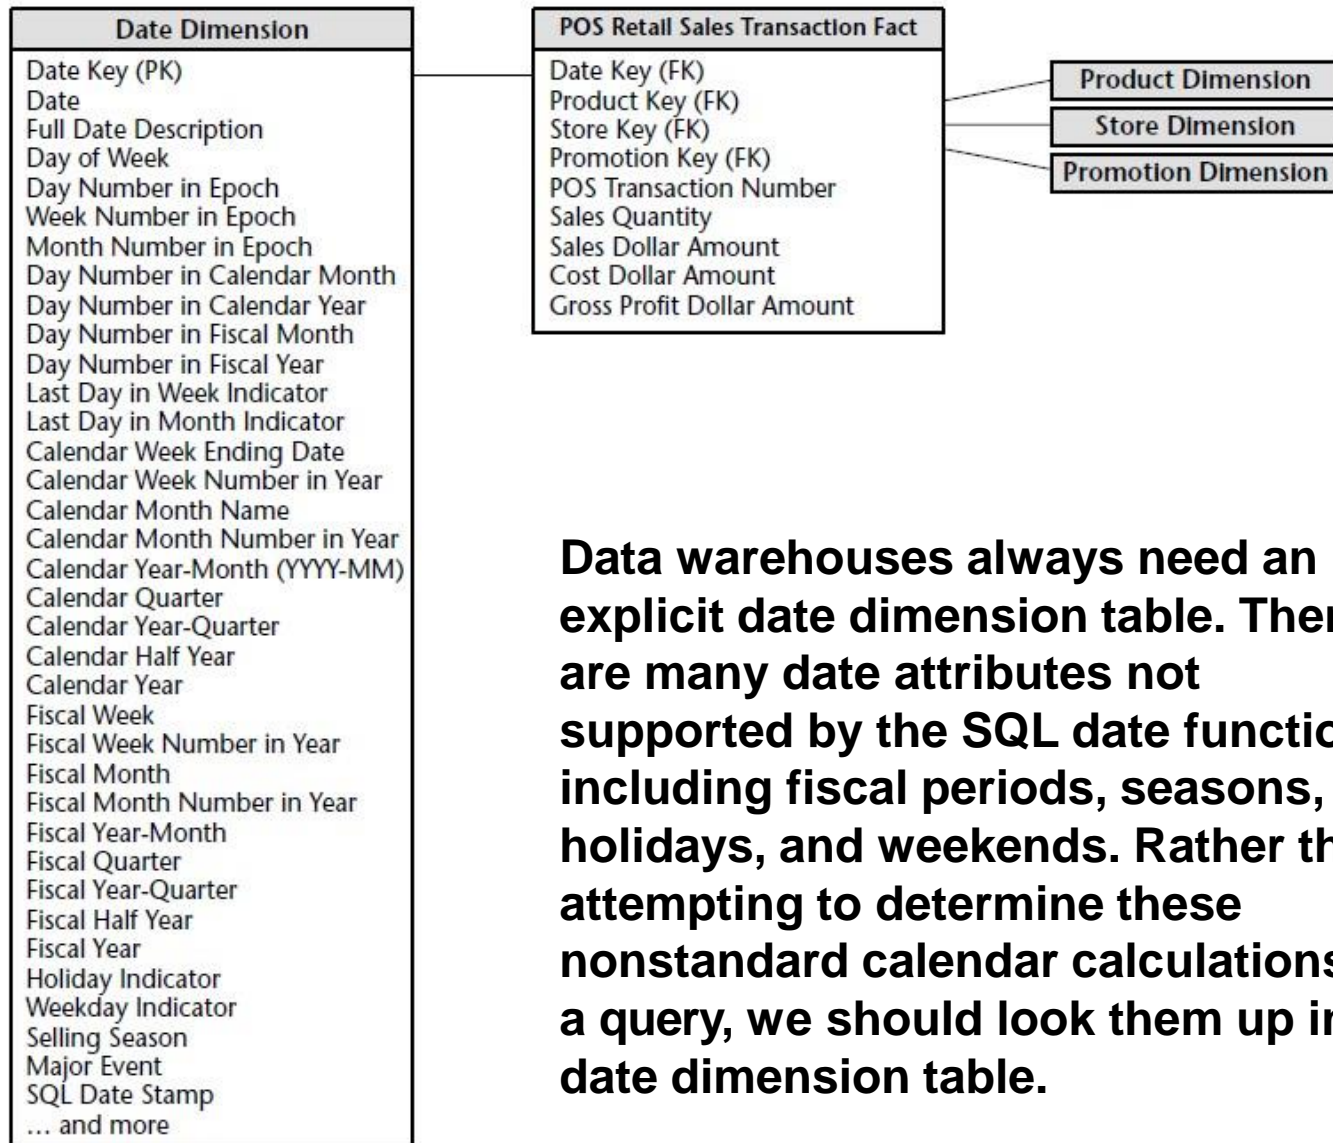 Date Dimension
Date Key (PK)
Date
Full Date Description
Day of Week
Day Number in Epoch
Week Number in Epoch
Month Number in Epoch
Day Number in Calendar Month
Day Number in Calendar Year
Day Number in Fiscal Month
Day Number in Fiscal Year
Last Day in Week Indicator
Last Day in Month Indicator
Calendar Week Ending Date
Calendar Week Number in Year
Calendar Month Name
Calendar Month Number in Year
Calendar Year-Month (YYYY-MM)
Calendar Quarter
Calendar Year-Quarter
Calendar Half Year
Calendar Year
Fiscal Week
Fiscal Week Number in Year
Fiscal Month
Fiscal Month Number in Year
Fiscal Year-Month
Fiscal Quarter
Fiscal Year-Quarter
Fiscal Half Year
Fiscal Year
Holiday Indicator
Weekday Indicator
Selling Season
Major Event
SQL Date Stamp
... and more
POS Retail Sales Transaction Fact
Date Key (FK)
Product Key (FK)
Store Key (FK)
Promotion Key (FK)
POS Transaction Number
Sales Quantity
Sales Dollar Amount
Cost Dollar Amount
Gross Profit Dollar Amount
Product Dimension
Store Dimension
Promotion Dimension
Data warehouses always need an
explicit date dimension table.
are many date attributes not
supported by the SQL date
including fiscal periods, seasons,
holidays, and weekends. Rather
attempting to determine these
nonstandard calendar
a query, we should look them up
date dimension table.